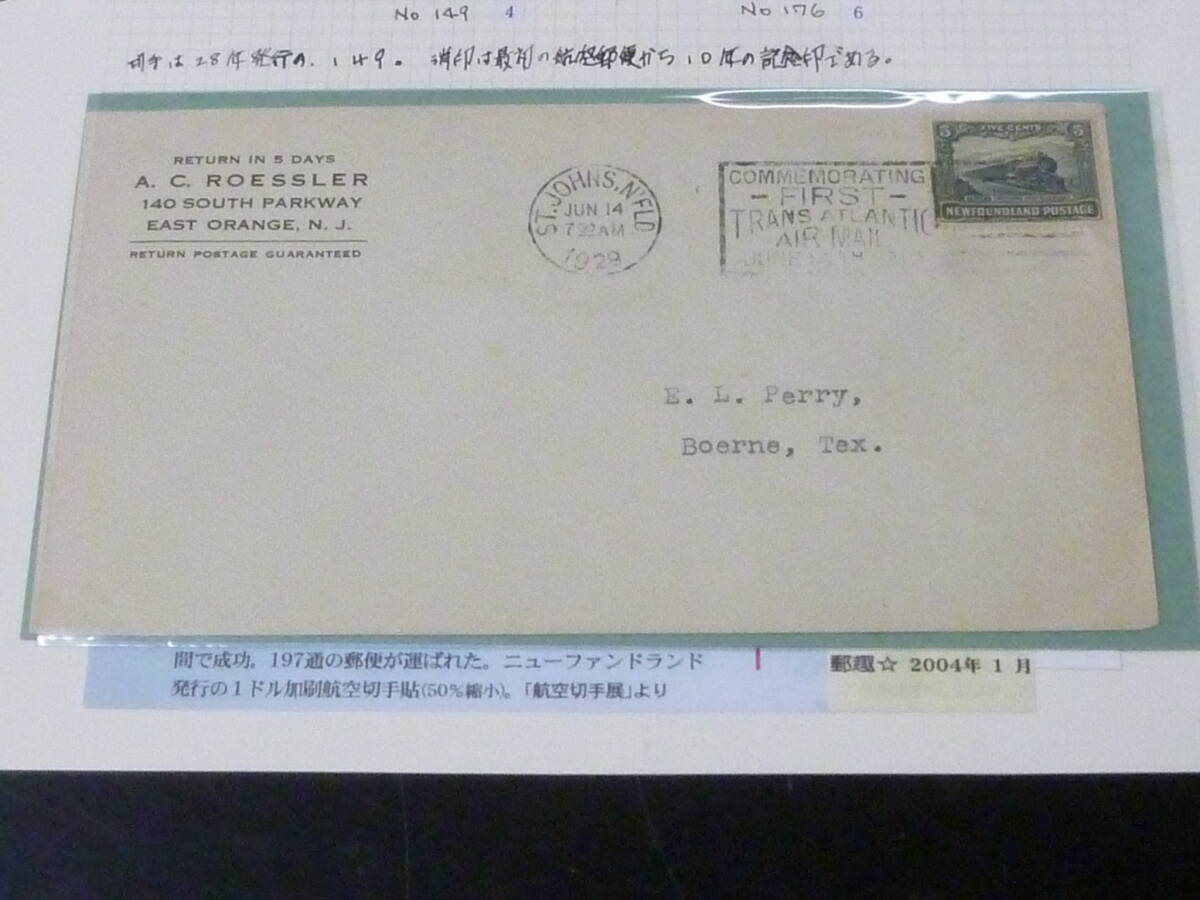 No 149 4 No 176 6
切手は28年発行の.149。消印は最初の航空郵便から10年の記念印である。
RETURN IN 5 DAYS
A. C. ROESSLER
140 SOUTH PARKWAY
EAST ORANGE, N. J.
RETURN POSTAGE GUARANTEED
ST. JOHNS, N'FLD
JUN 14
AM
1929
COMMEMORATING
- FIRST -
TRANS ATLANTIC
AIR MAIL
JUNE
5 FIVE CENTS 5
NEWFOUNDLAND POSTAGE
E. L. Perry,
Boerne, Tex.
間で成功。197通の郵便が運ばれた。ニューファンドランド
発行の1ドル加刷航空切手貼(50%縮小)。「航空切手展」より
郵趣☆ 2004年 1 月